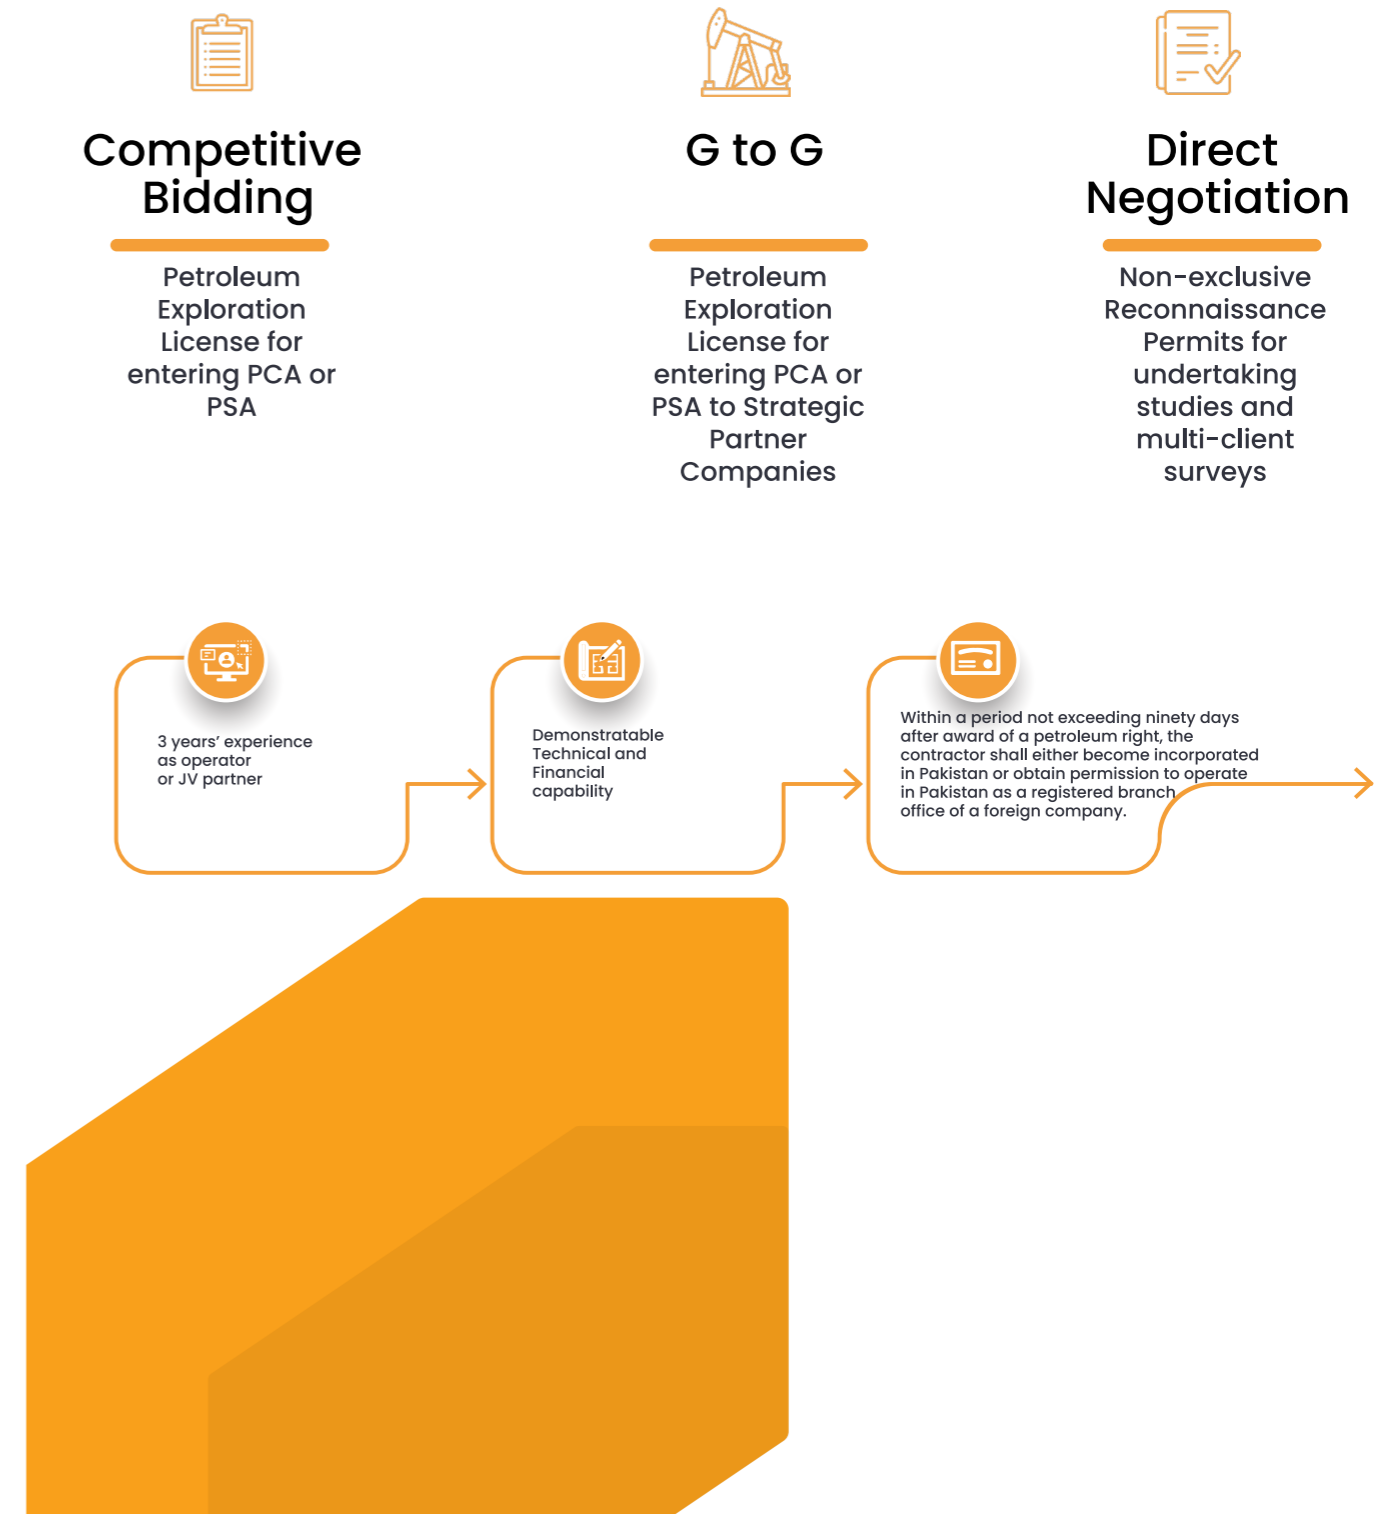 Competitive
Bidding
Petroleum
Exploration
License for
entering PCA or
PSA
G to G
Petroleum
Exploration
License for
entering PCA or
PSA to Strategic
Partner
Companies
Direct
Negotiation
Non-exclusive
Reconnaissance
Permits for
undertaking
studies and
multi-client
surveys
3 years’ experience
as operator
or JV partner
Demonstratable
Technical and
Financial
capability
Within a period not exceeding ninety days
after award of a petroleum right, the
contractor shall either become incorporated
in Pakistan or obtain permission to operate
in Pakistan as a registered branch
office of a foreign company.